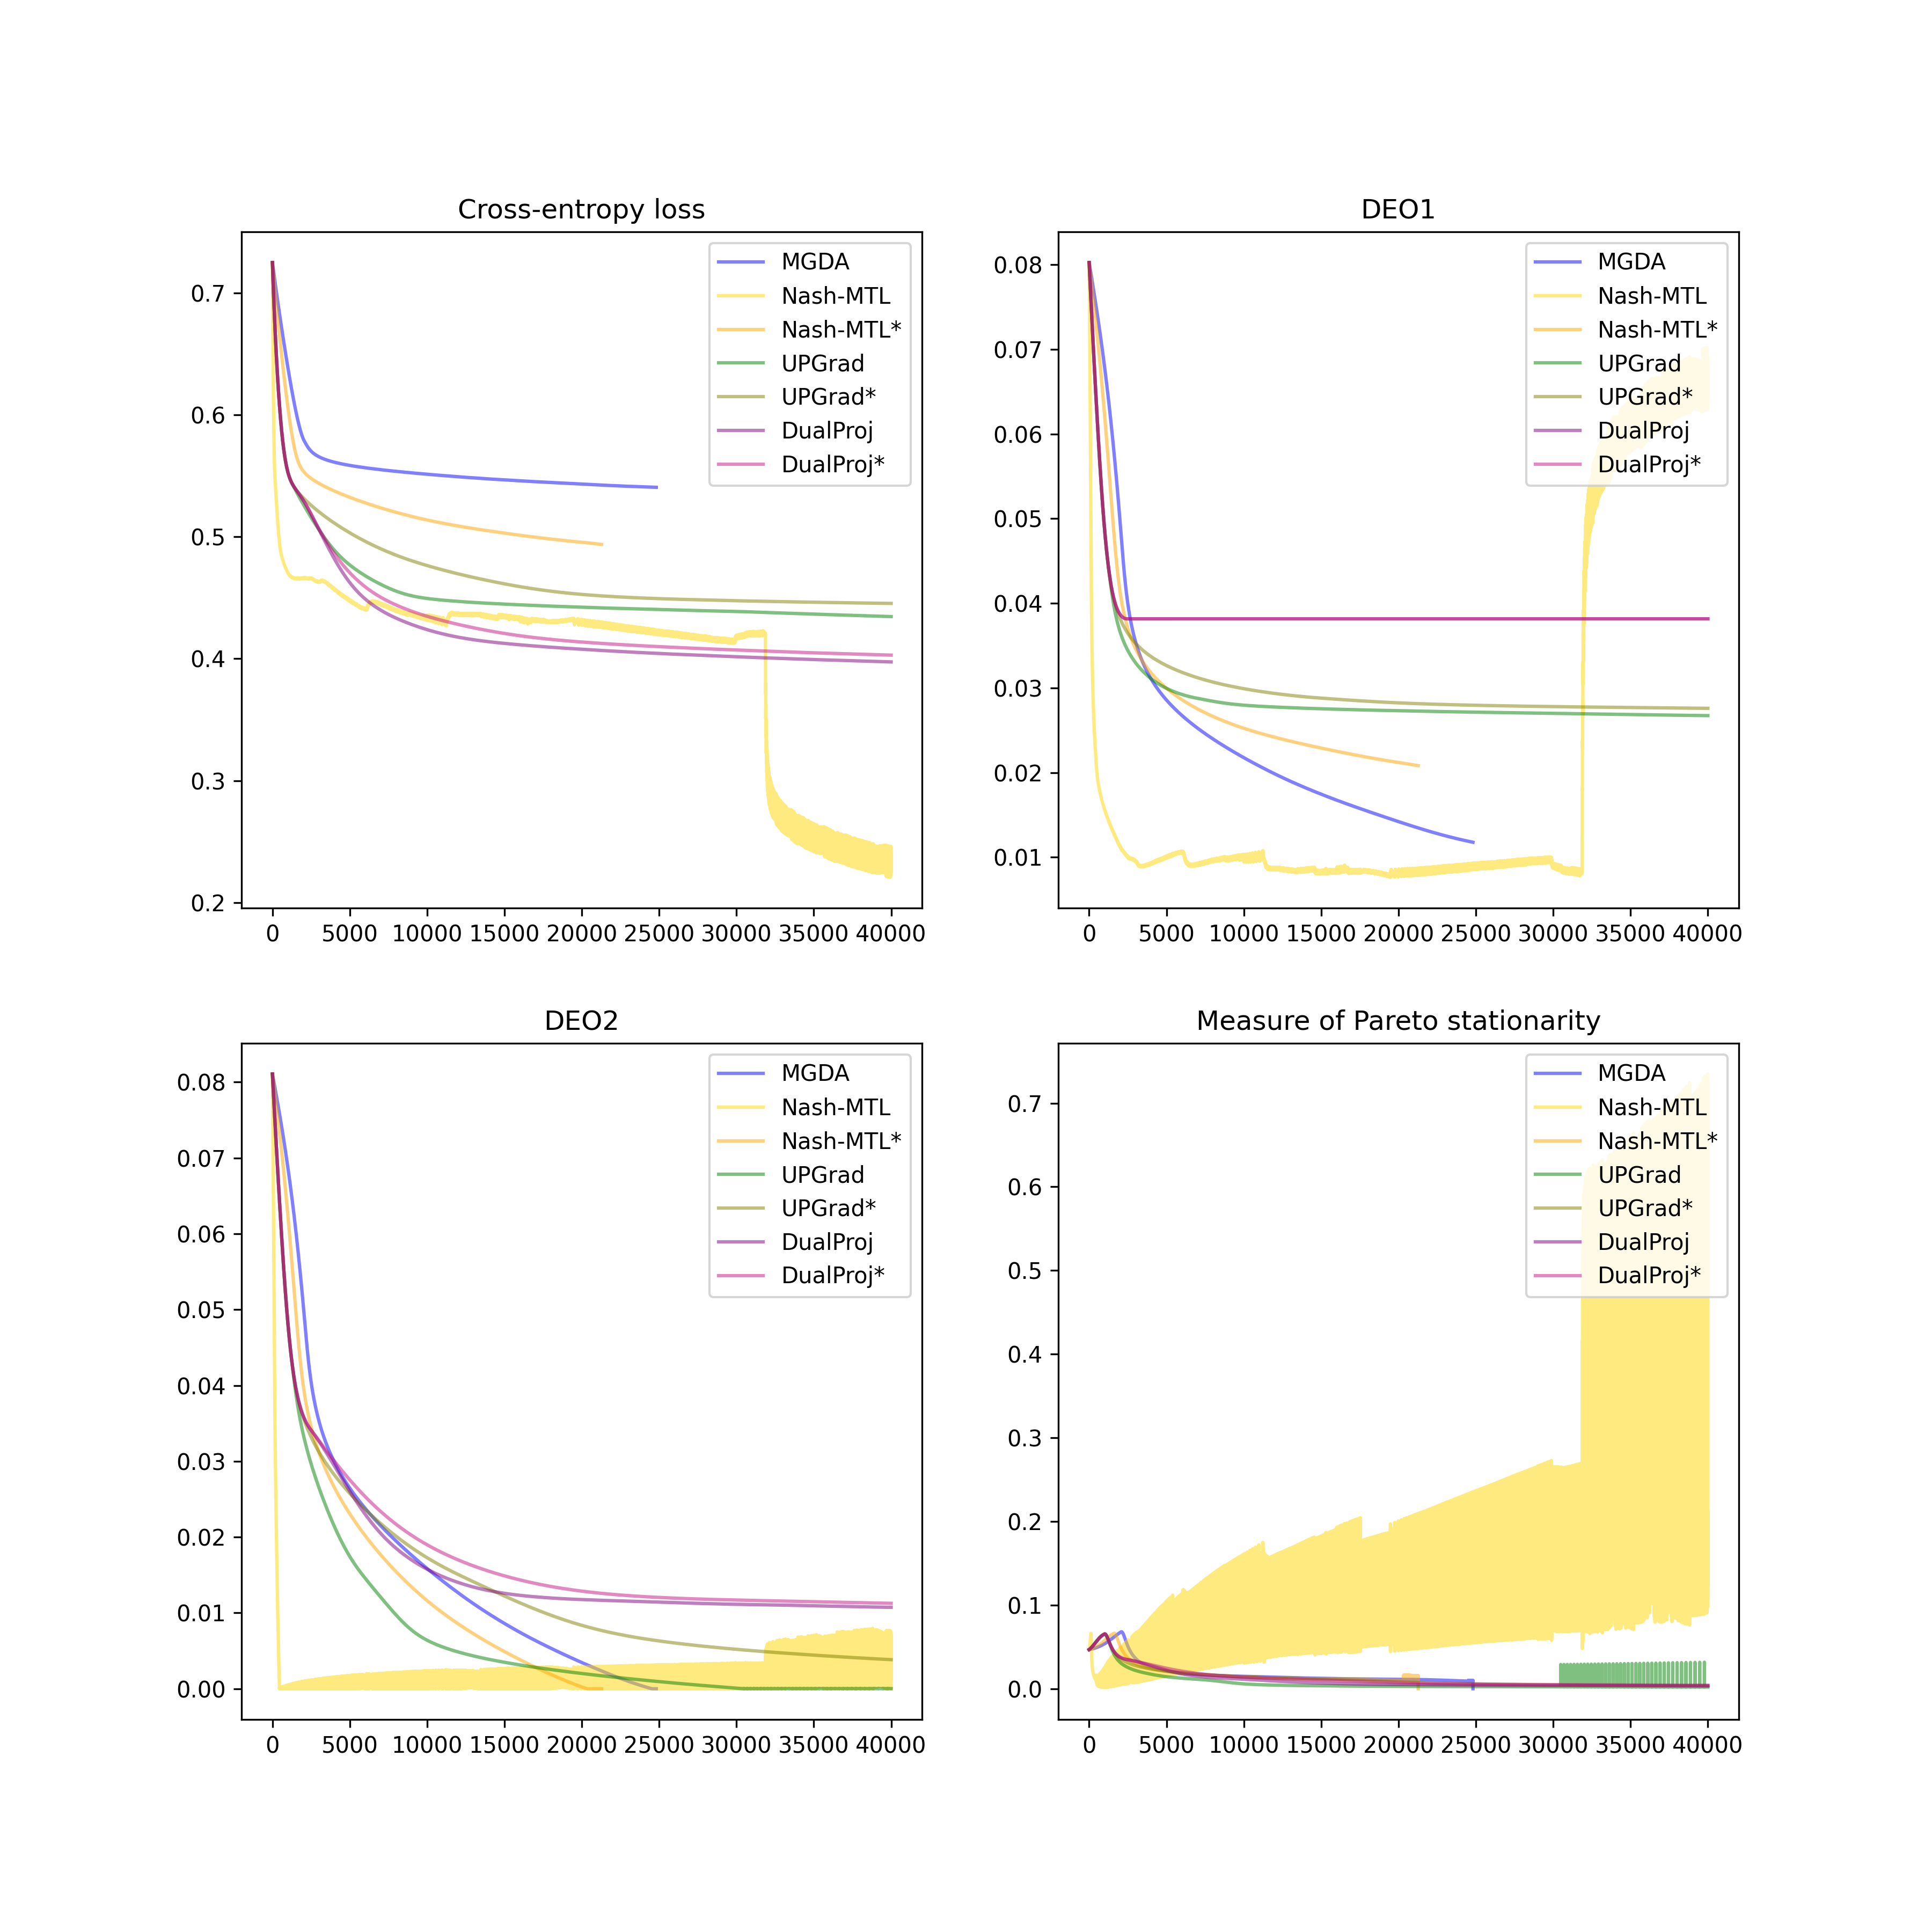 Cross-entropy loss
0.7
0.6
0.5
0.4
0.3
0.2
0 5000 10000 15000 20000 25000 30000 35000 40000
MGDA
Nash-MTL
Nash-MTL*
UPGrad
UPGrad*
DualProj
DualProj*
DEO1
0.08
0.07
0.06
0.05
0.04
0.03
0.02
0.01
0 5000 10000 15000 20000 25000 30000 35000 40000
MGDA
Nash-MTL
Nash-MTL*
UPGrad
UPGrad*
DualProj
DualProj*
DEO2
0.08
0.07
0.06
0.05
0.04
0.03
0.02
0.01
0.00
0 5000 10000 15000 20000 25000 30000 35000 40000
MGDA
Nash-MTL
Nash-MTL*
UPGrad
UPGrad*
DualProj
DualProj*
Measure of Pareto stationarity
0.7
0.6
0.5
0.4
0.3
0.2
0.1
0.0
0 5000 10000 15000 20000 25000 30000 35000 40000
MGDA
Nash-MTL
Nash-MTL*
UPGrad
UPGrad*
DualProj
DualProj*